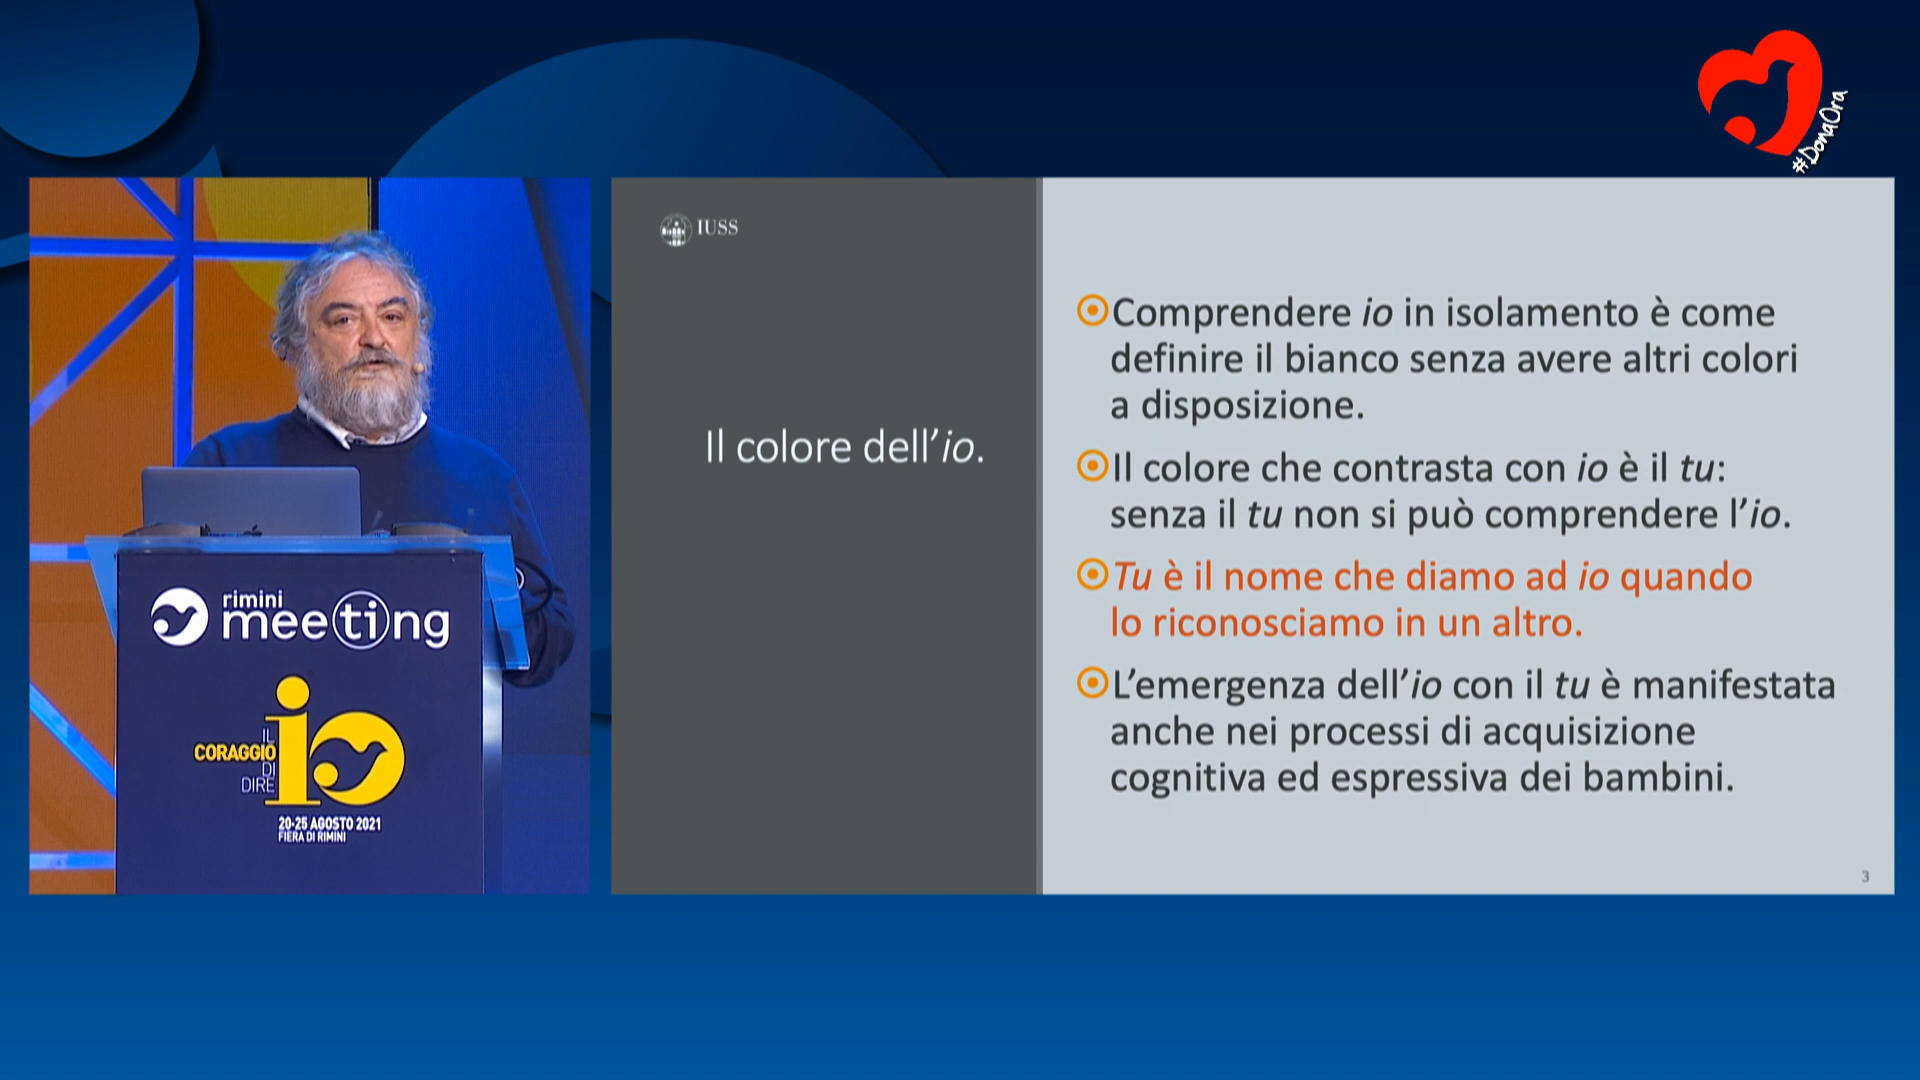 #DonaOra
IUSS
Il colore dell’io.
Comprendere io in isolamento è come
definire il bianco senza avere altri colori
a disposizione.
Il colore che contrasta con io è il tu:
senza il tu non si può comprendere l’io.
Tu è il nome che diamo ad io quando
lo riconosciamo in un altro.
L’emergenza dell’io con il tu è manifestata
anche nei processi di acquisizione
cognitiva ed espressiva dei bambini.
3
rimini
meeting
IL
CORAGGIO
DI
DIRE
io
20-25 AGOSTO 2021
FIERA DI RIMINI